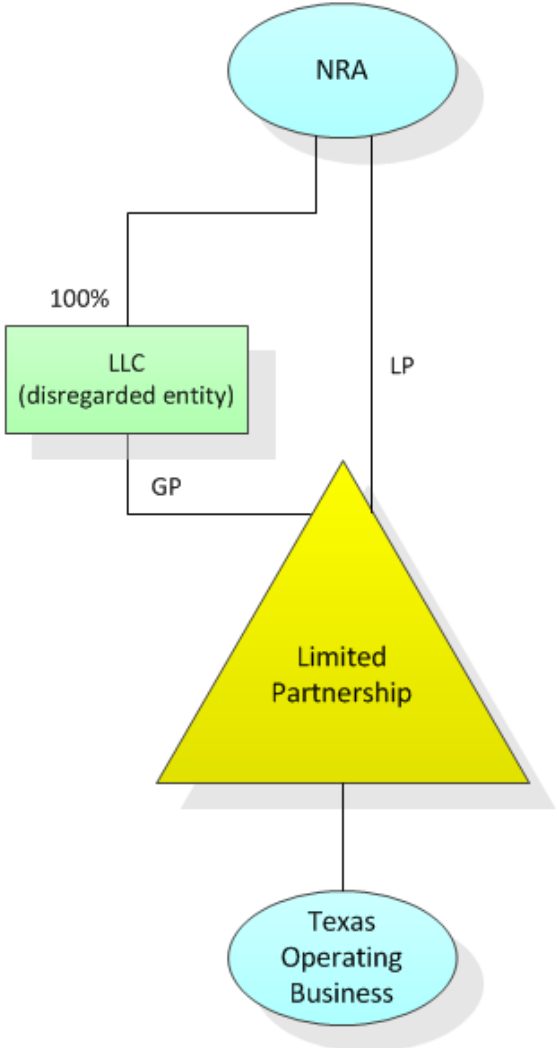 NRA
100%
LLC
(disregarded entity)
LP
GP
Limited
Partnership
Texas
Operating
Business